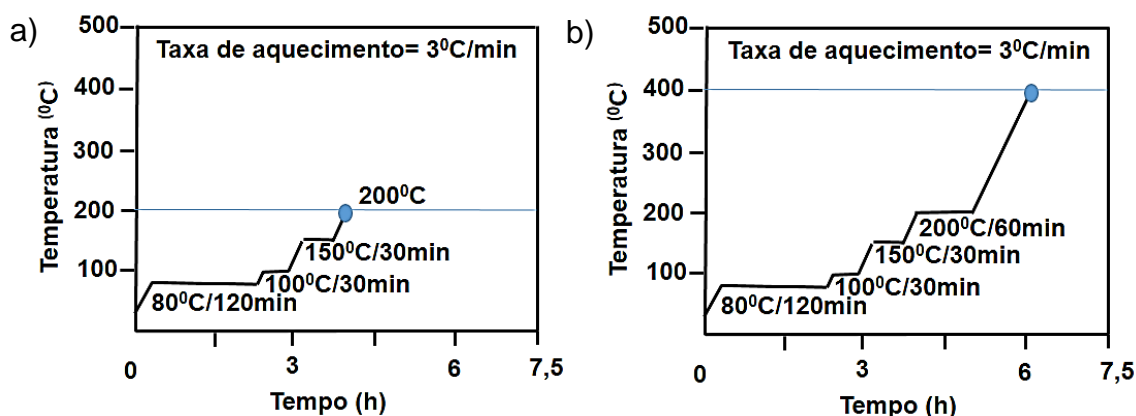 a)
Taxa de aquecimento= 3⁰C/min
Temperatura (⁰C)
500
400
300
200
100
200⁰C
150⁰C/30min
100⁰C/30min
80⁰C/120min
0
3
6
7,5
Tempo (h)
b)
Taxa de aquecimento= 3⁰C/min
Temperatura (⁰C)
500
400
300
200
100
200⁰C/60min
150⁰C/30min
100⁰C/30min
80⁰C/120min
0
3
6
7,5
Tempo (h)